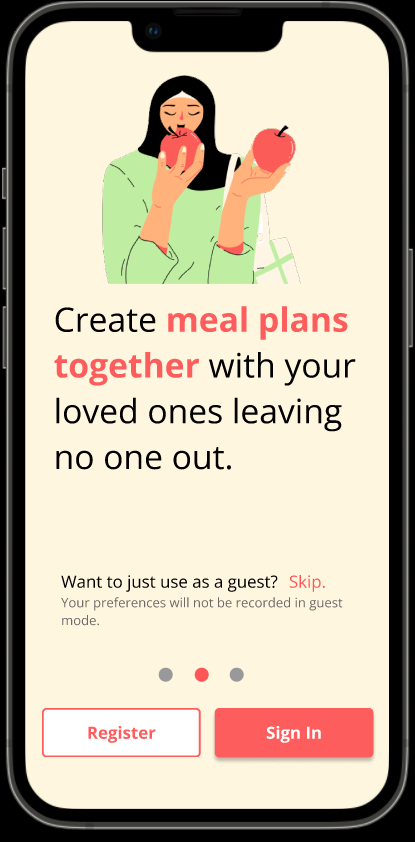 Create meal plans
together with your
loved ones leaving
no one out.
Want to just use as a guest? Skip.
Your preferences will not be recorded in guest
mode.
Register
Sign In